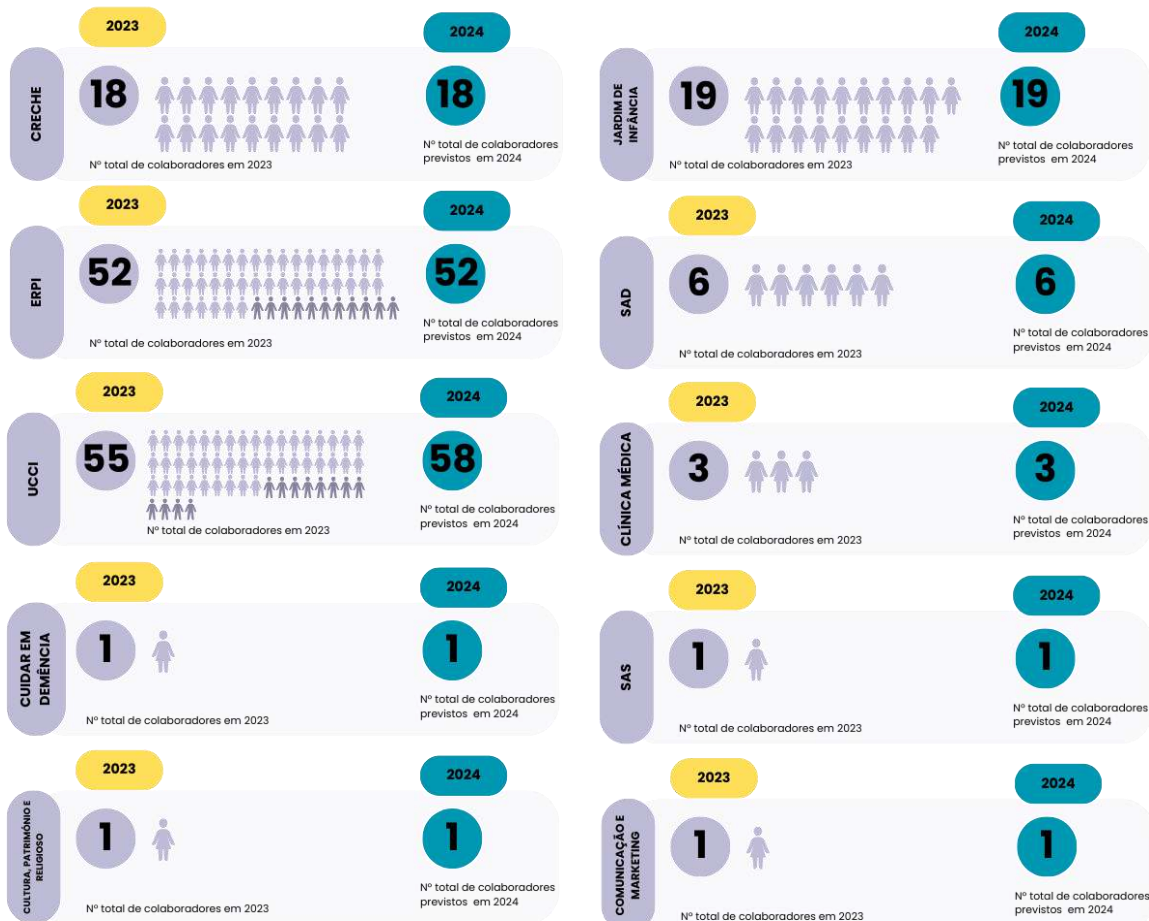 2023
2024
CRECHE
18
18
Nº total de colaboradores em 2023
Nº total de colaboradores
previstos em 2024
2023
2024
JARDIM DE
INFÂNCIA
19
19
Nº total de colaboradores em 2023
Nº total de colaboradores
previstos em 2024
2023
2024
ERPI
52
52
Nº total de colaboradores em 2023
Nº total de colaboradores
previstos em 2024
2023
2024
SAD
6
6
Nº total de colaboradores em 2023
Nº total de colaboradores
previstos em 2024
2023
2024
UCCI
55
58
Nº total de colaboradores em 2023
Nº total de colaboradores
previstos em 2024
2023
2024
CLÍNICA MÉDICA
3
3
Nº total de colaboradores em 2023
Nº total de colaboradores
previstos em 2024
2023
2024
CUIDAR EM
DEMÊNCIA
1
1
Nº total de colaboradores em 2023
Nº total de colaboradores
previstos em 2024
2023
2024
SAS
1
1
Nº total de colaboradores em 2023
Nº total de colaboradores
previstos em 2024
2023
2024
CULTURA, PATRIMÓNIO E
RELIGIOSO
1
1
Nº total de colaboradores em 2023
Nº total de colaboradores
previstos em 2024
2023
2024
COMUNICAÇÃO E
MARKETING
1
1
Nº total de colaboradores em 2023
Nº total de colaboradores
previstos em 2024